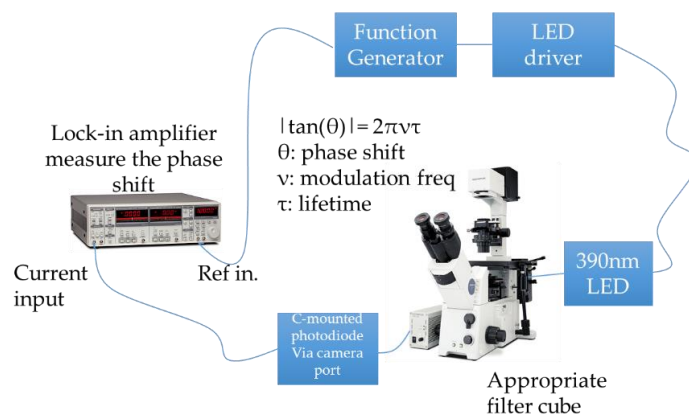 Function
Generator
LED
driver
Lock-in amplifier
measure the phase
shift
|tan(θ)|= 2πντ
θ: phase shift
ν: modulation freq
τ: lifetime
Current
input
Ref in.
390nm
LED
C-mounted
photodiode
Via camera
port
Appropriate
filter cube